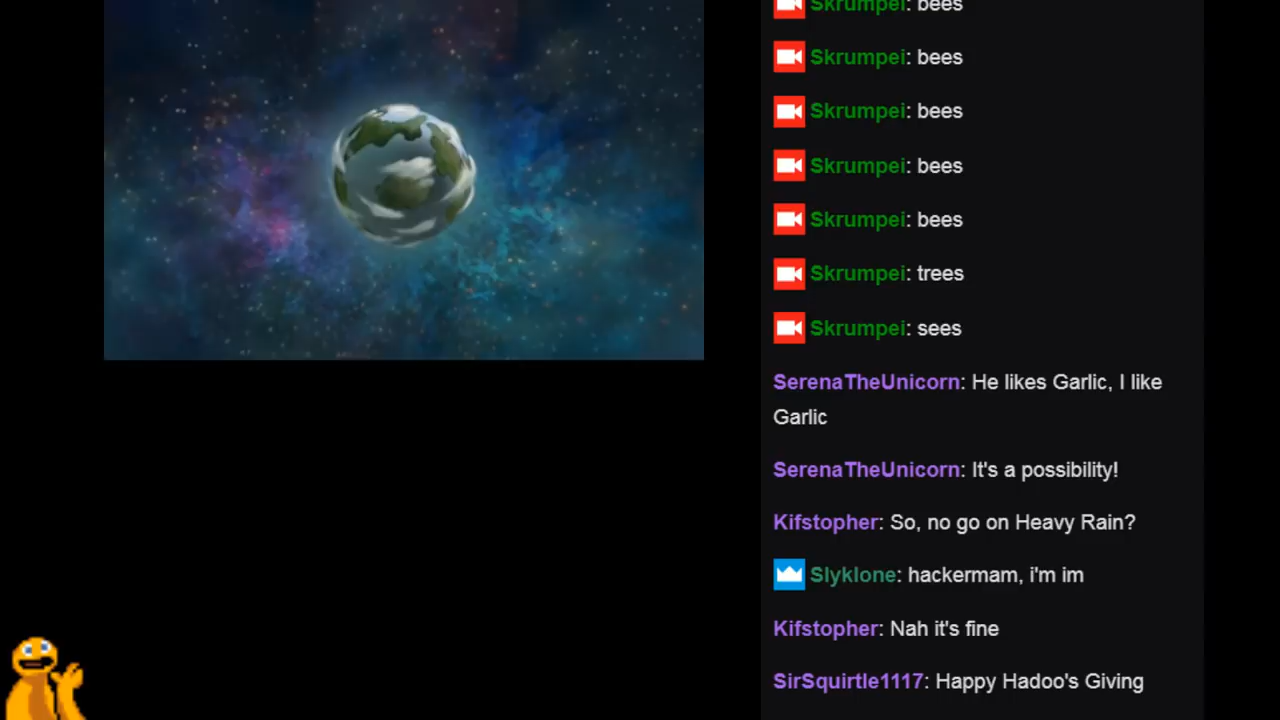 Skrumpei: bees
Skrumpei: bees
Skrumpei: bees
Skrumpei: bees
Skrumpei: bees
Skrumpei: trees
Skrumpei: sees
SerenaTheUnicorn: He likes Garlic, I like
Garlic
SerenaTheUnicorn: It's a possibility!
Kifstopher: So, no go on Heavy Rain?
Slyklone: hackermam, i'm im
Kifstopher: Nah it's fine
SirSquirtle1117: Happy Hadoo's Giving